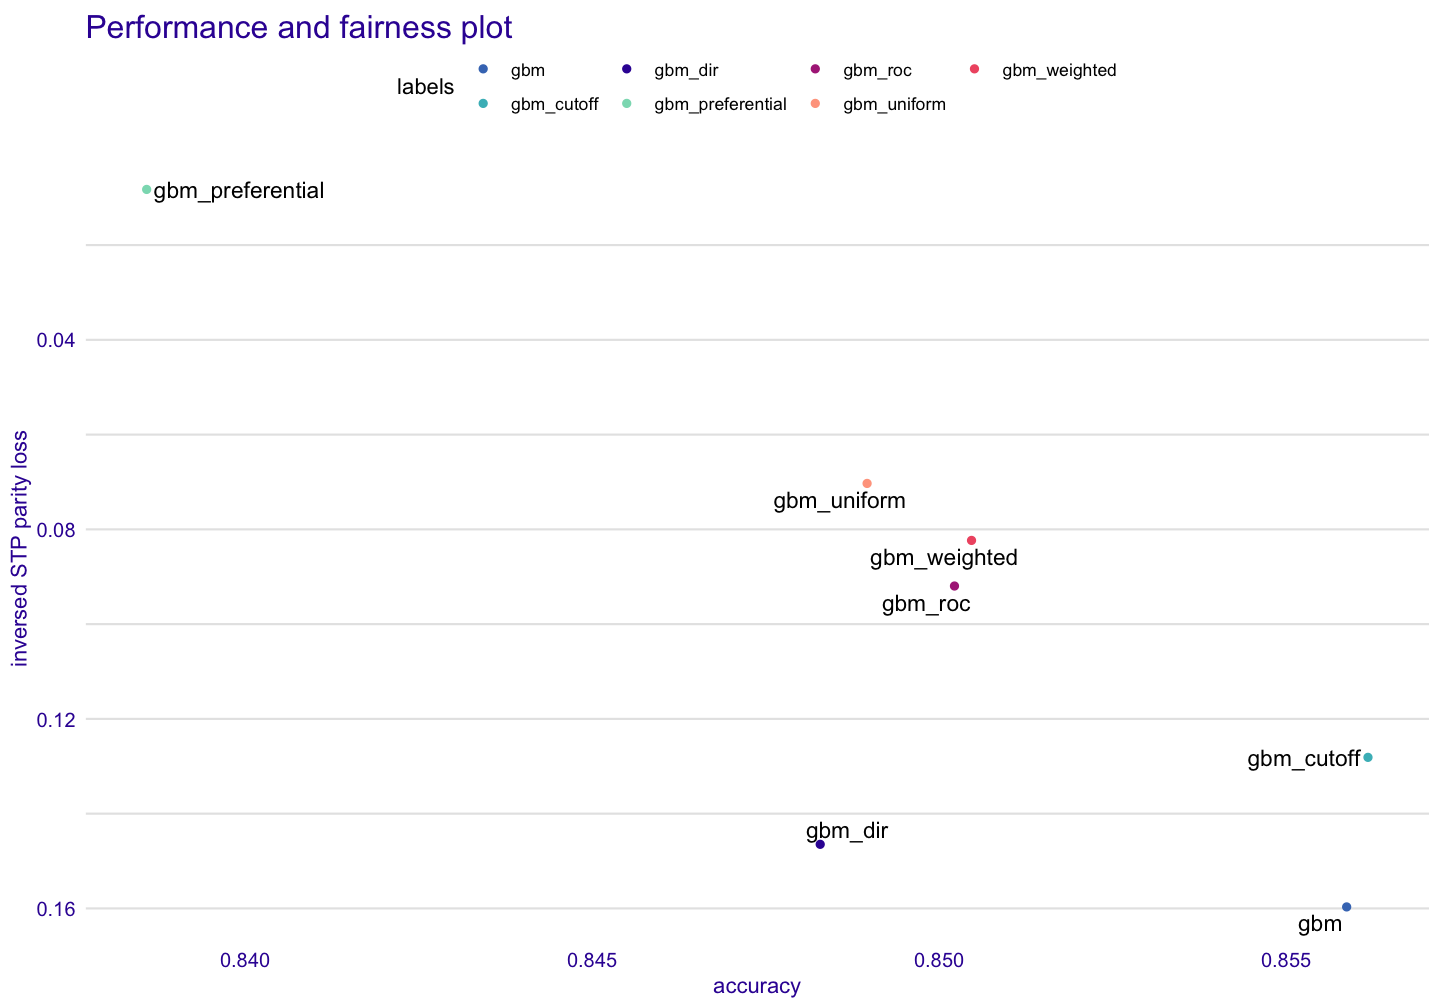 Performance and fairness plot
labels
gbm
gbm_dir
gbm_roc
gbm_weighted
gbm_cutoff
gbm_preferential
gbm_uniform
gbm_preferential
0.04
gbm_uniform
0.08
gbm_weighted
gbm_roc
0.12
gbm_cutoff
gbm_dir
0.16
gbm
inversed STP parity loss
0.840
0.845
0.850
0.855
accuracy